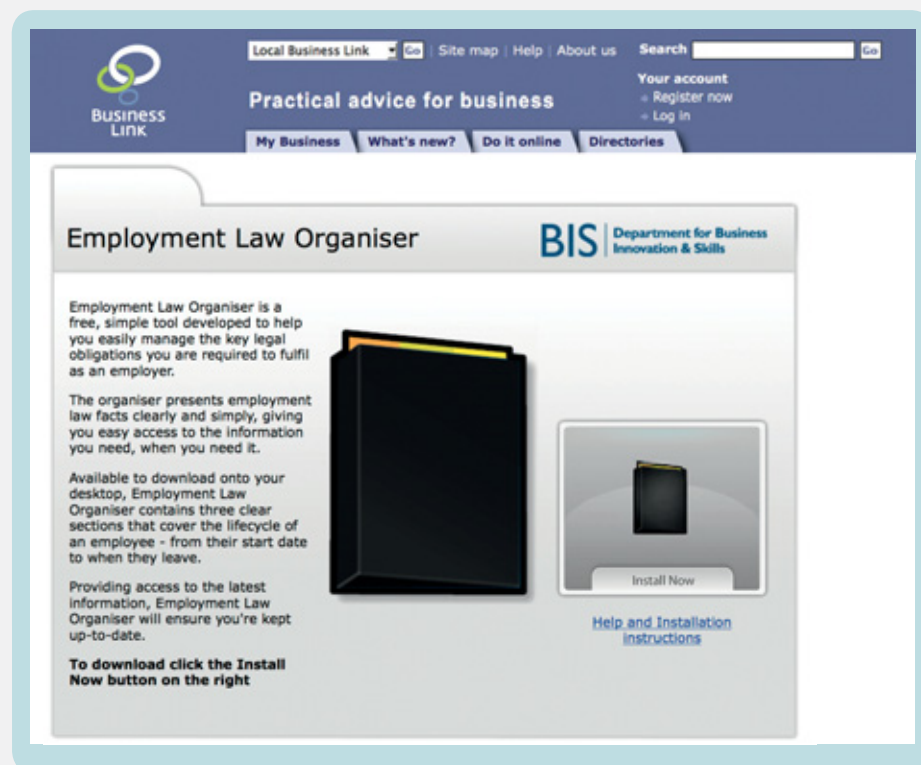 Local Business Link Go | Site map | Help | About us Search Go
Your account
Register now
Log in
Business
Link
Practical advice for business
My Business What's new? Do it online Directories
Employment Law Organiser
BIS Department for Business
Innovation & Skills
Employment Law Organiser is a
free, simple tool developed to help
you easily manage the key legal
obligations you are required to fulfil
as an employer.
The organiser presents employment
law facts clearly and simply, giving
you easy access to the information
you need, when you need it.
Available to download onto your
desktop, Employment Law
Organiser contains three clear
sections that cover the lifecycle of
an employee - from their start date
to when they leave.
Providing access to the latest
information, Employment Law
Organiser will ensure you're kept
up-to-date.
To download click the Install
Now button on the right
Install Now
Help and Installation
instructions